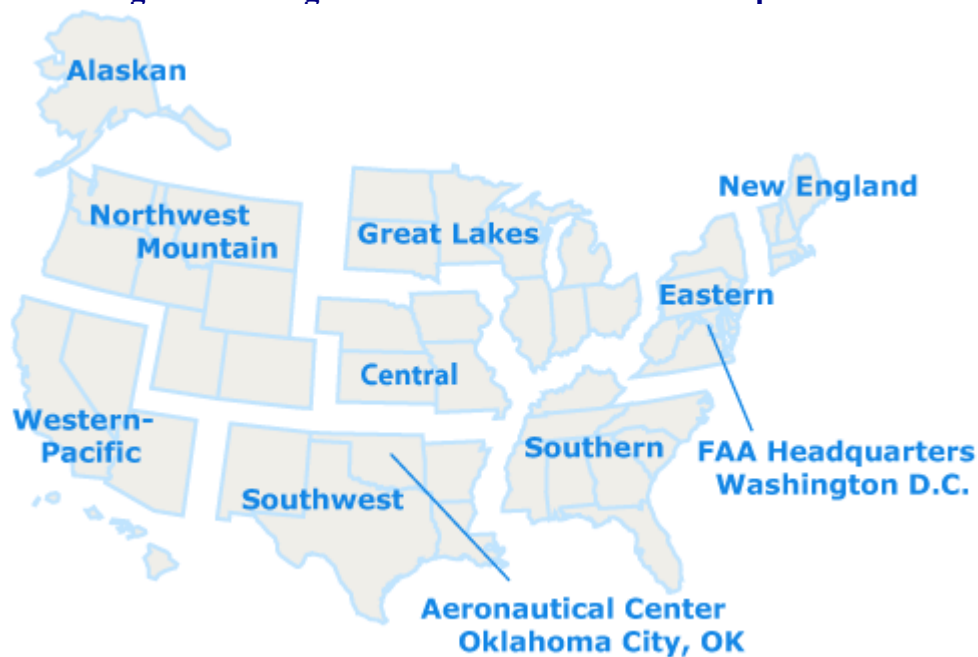 Alaskan
New England
Northwest
Mountain
Great Lakes
Eastern
Central
Western-
Pacific
Southern
Southwest
FAA Headquarters
Washington D.C.
Aeronautical Center
Oklahoma City, OK